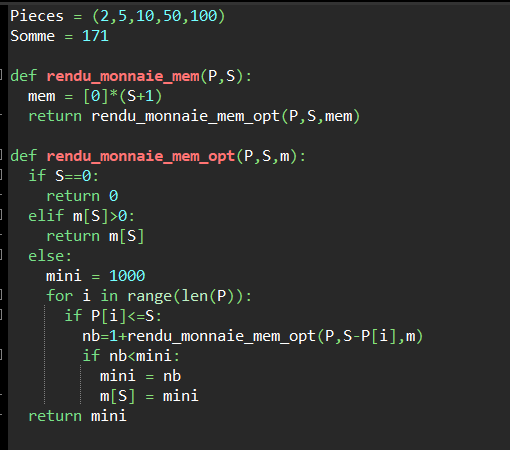 Pieces = (2,5,10,50,100)
Somme = 171

def rendu_monnaie_mem(P,S):
  mem = [0]*(S+1)
  return rendu_monnaie_mem_opt(P,S,mem)

def rendu_monnaie_mem_opt(P,S,m):
  if S==0:
    return 0
  elif m[S]>0:
    return m[S]
  else:
    mini = 1000
    for i in range(len(P)):
      if P[i]<=S:
        nb=1+rendu_monnaie_mem_opt(P,S-P[i],m)
        if nb<mini:
          mini = nb
          m[S] = mini
  return mini